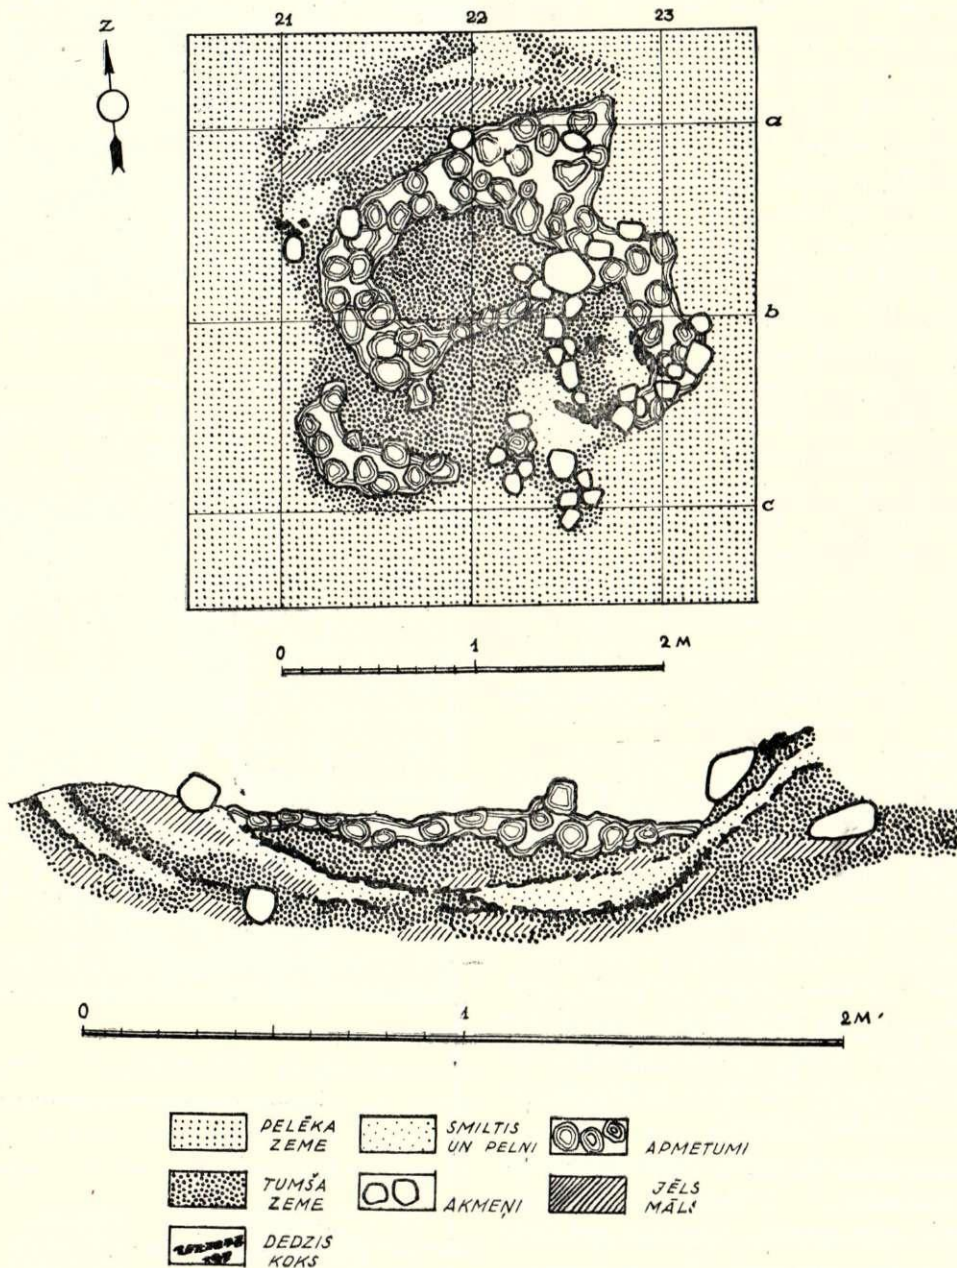 21 22 23
Z
a
b
c
0 1 2 M
0 1 2 M
PELĒKA
ZEME
SMILTIS
UN PELNI
APMETUMI
TUMŠA
ZEME
AKMEŅI
JĒLS
MĀLS
DEDZIS
KOKS